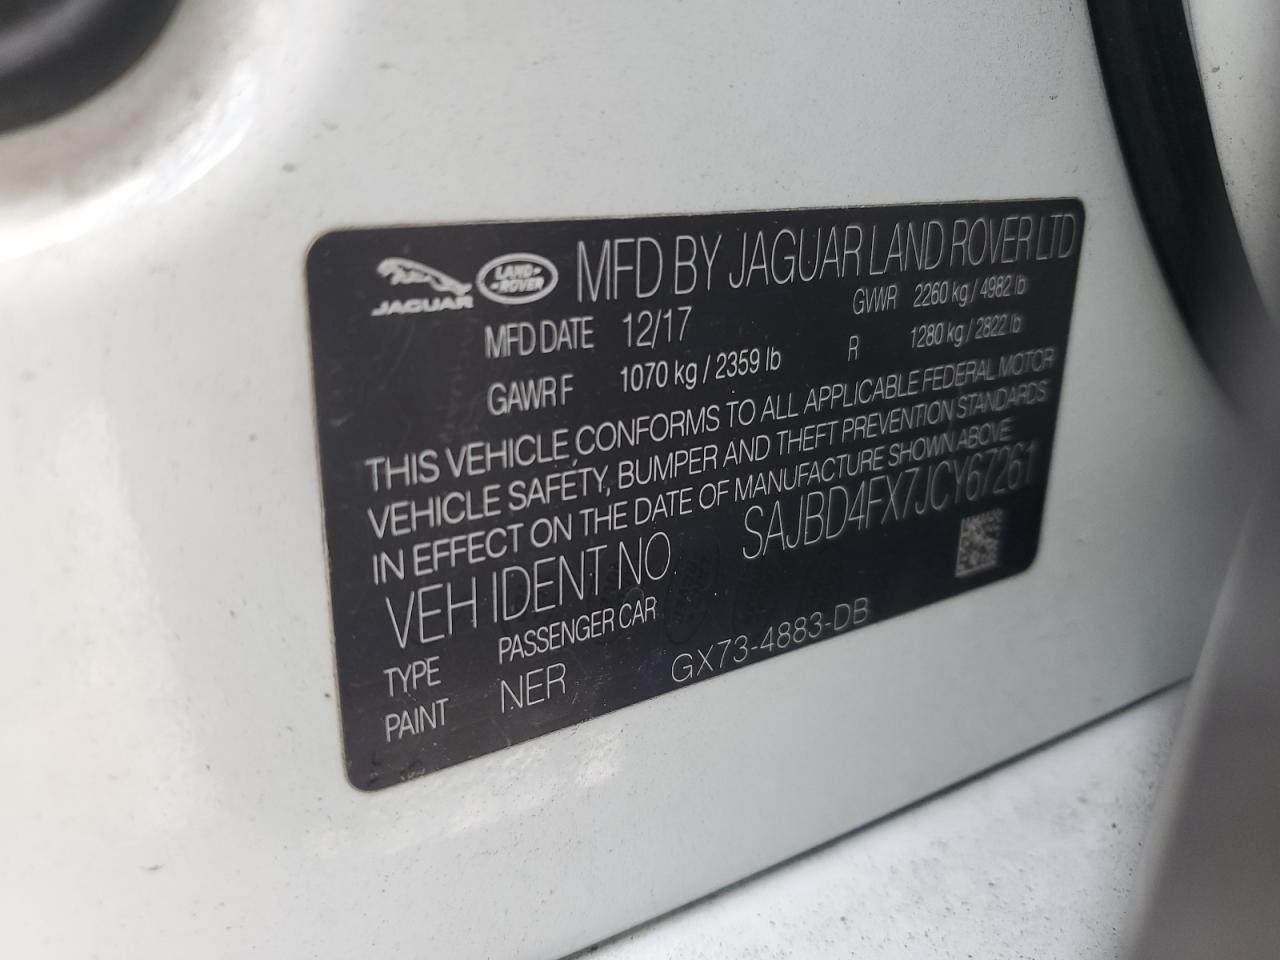 JAGUAR LAND ROVER MFD BY JAGUAR LAND ROVER LTD
MFD DATE 12/17 GVWR 2260 kg / 4982 lb
GAWR F 1070 kg / 2359 lb R 1280 kg / 2822 lb
THIS VEHICLE CONFORMS TO ALL APPLICABLE FEDERAL MOTOR
VEHICLE SAFETY, BUMPER AND THEFT PREVENTION STANDARDS
IN EFFECT ON THE DATE OF MANUFACTURE SHOWN ABOVE
VEH IDENT NO. SAJBD4FX7JCY67261
TYPE PASSENGER CAR
PAINT NER GX73-4883-DB